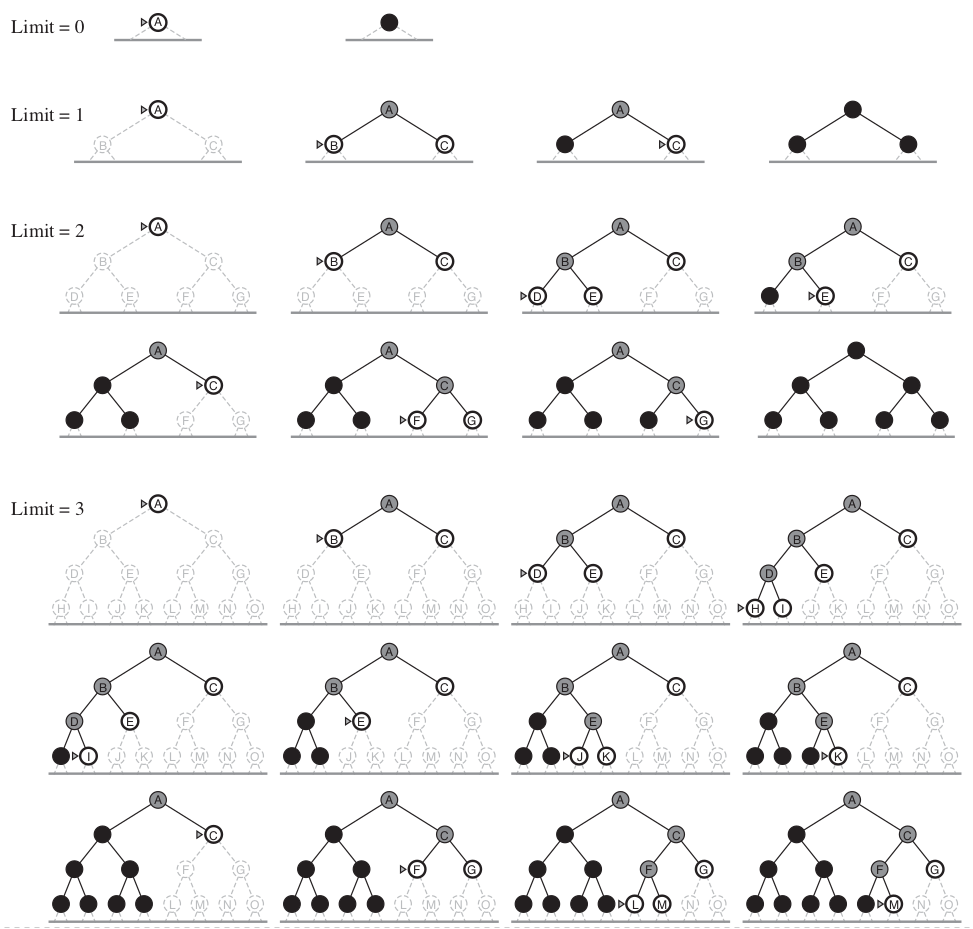 Limit = 0 A
Limit = 1 A A A
B C B C C
Limit = 2 A A A A
B C B C B C B C
D E F G D E F G D E F G E F G
A A A
C C C
F G F G G
Limit = 3 A A A A
B C B C B C B C
D E F G D E F G D E F G D E F G
H I J K L M N O H I J K L M N O H I J K L M N O H I J K L M N O
A A A A
B C B C B C B C
D E F G E F G E F G E F G
I J K L M N O J K L M N O J K L M N O K L M N O
A A A A
C C C C
F G F G F G F G
L M N O L M N O L M N O M N O